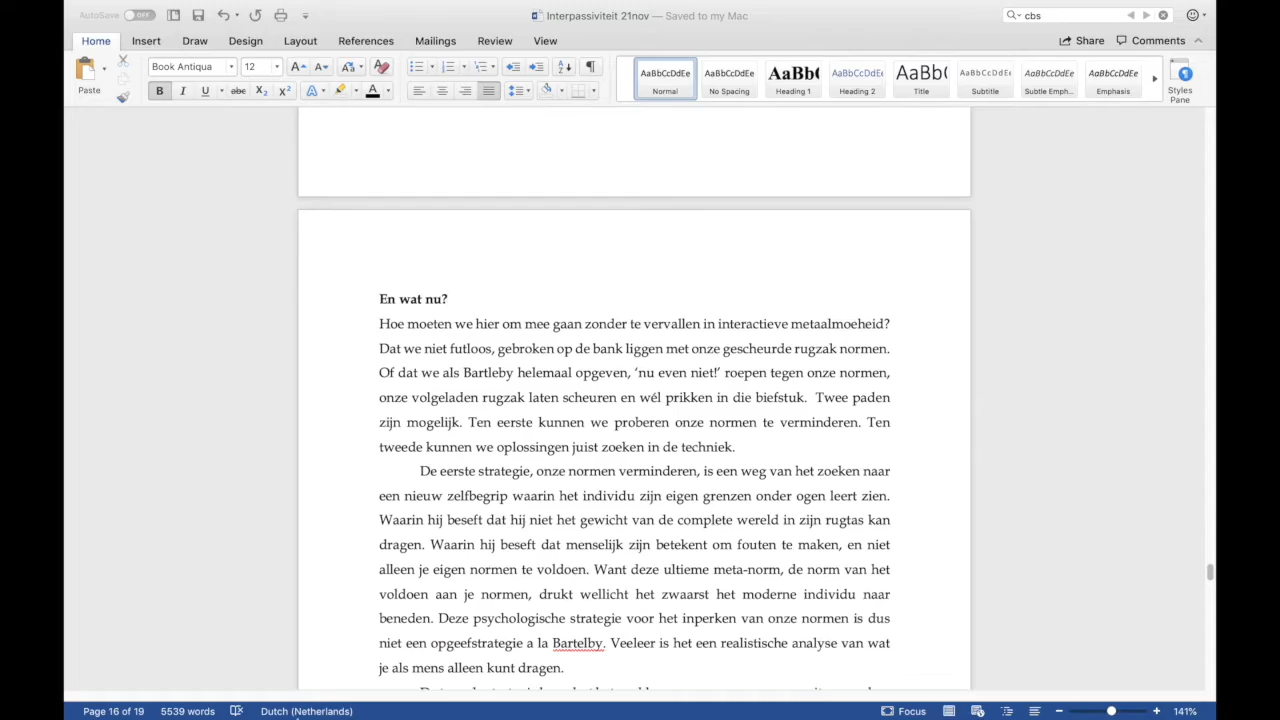 AutoSave OFF
Interpassiviteit 21nov — Saved to my Mac
cbs
Home Insert Draw Design Layout References Mailings Review View
Share Comments
Paste
Book Antiqua 12
B I U abc X₂ X²
AaBbCcDdEe AaBbCcDdEe AaBb( AaBbCcDdEe AaBb( AaBbCcDdEe AaBbCcDdEe AaBbCcDdEe
Normal No Spacing Heading 1 Heading 2 Title Subtitle Subtle Emph... Emphasis
Styles
Pane
En wat nu?
Hoe moeten we hier om mee gaan zonder te vervallen in interactieve metaalmoeheid?
Dat we niet futloos, gebroken op de bank liggen met onze gescheurde rugzak normen.
Of dat we als Bartleby helemaal opgeven, ‘nu even niet!’ roepen tegen onze normen,
onze volgeladen rugzak laten scheuren en wél prikken in die biefstuk. Twee paden
zijn mogelijk. Ten eerste kunnen we proberen onze normen te verminderen. Ten
tweede kunnen we oplossingen juist zoeken in de techniek.
De eerste strategie, onze normen verminderen, is een weg van het zoeken naar
een nieuw zelfbegrip waarin het individu zijn eigen grenzen onder ogen leert zien.
Waarin hij beseft dat hij niet het gewicht van de complete wereld in zijn rugtas kan
dragen. Waarin hij beseft dat menselijk zijn betekent om fouten te maken, en niet
alleen je eigen normen te voldoen. Want deze ultieme meta-norm, de norm van het
voldoen aan je normen, drukt wellicht het zwaarst het moderne individu naar
beneden. Deze psychologische strategie voor het inperken van onze normen is dus
niet een opgeefstrategie a la Bartelby. Veeleer is het een realistische analyse van wat
je als mens alleen kunt dragen.
Page 16 of 19 5539 words Dutch (Netherlands) Focus 141%